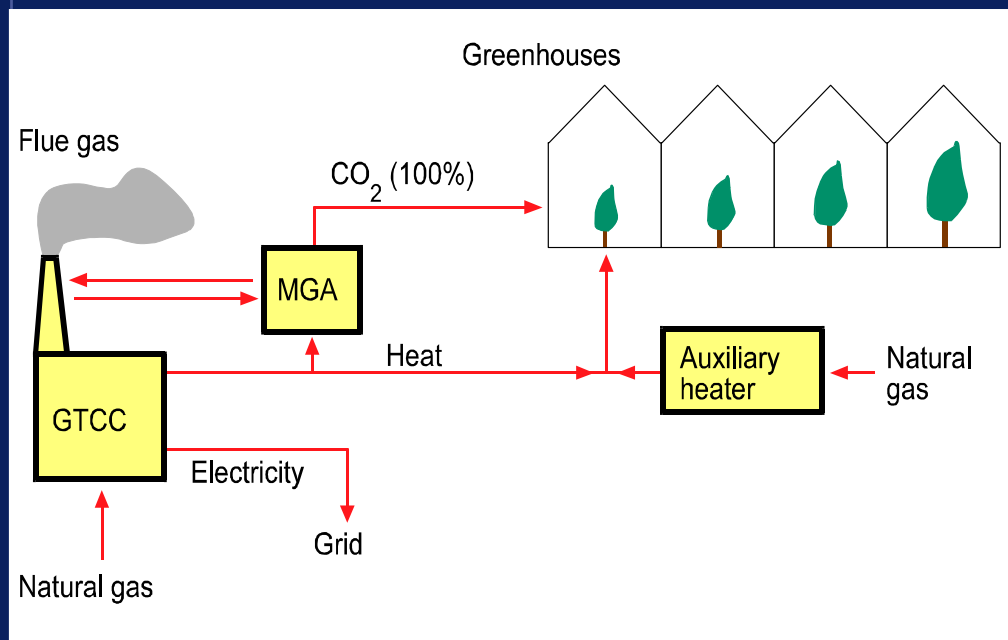 Greenhouses
Flue gas
CO2 (100%)
MGA
Heat
Auxiliary
heater
Natural
gas
GTCC
Electricity
Grid
Natural gas